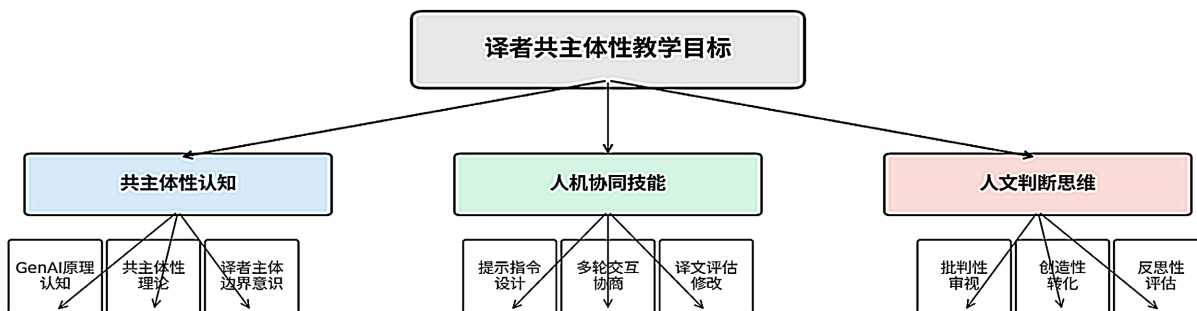 译者共主体性教学目标
共主体性认知
人机协同技能
人文判断思维
GenAI原理
认知
共主体性
理论
译者主体
边界意识
提示指令
设计
多轮交互
协商
译文评估
修改
批判性
审视
创造性
转化
反思性
评估